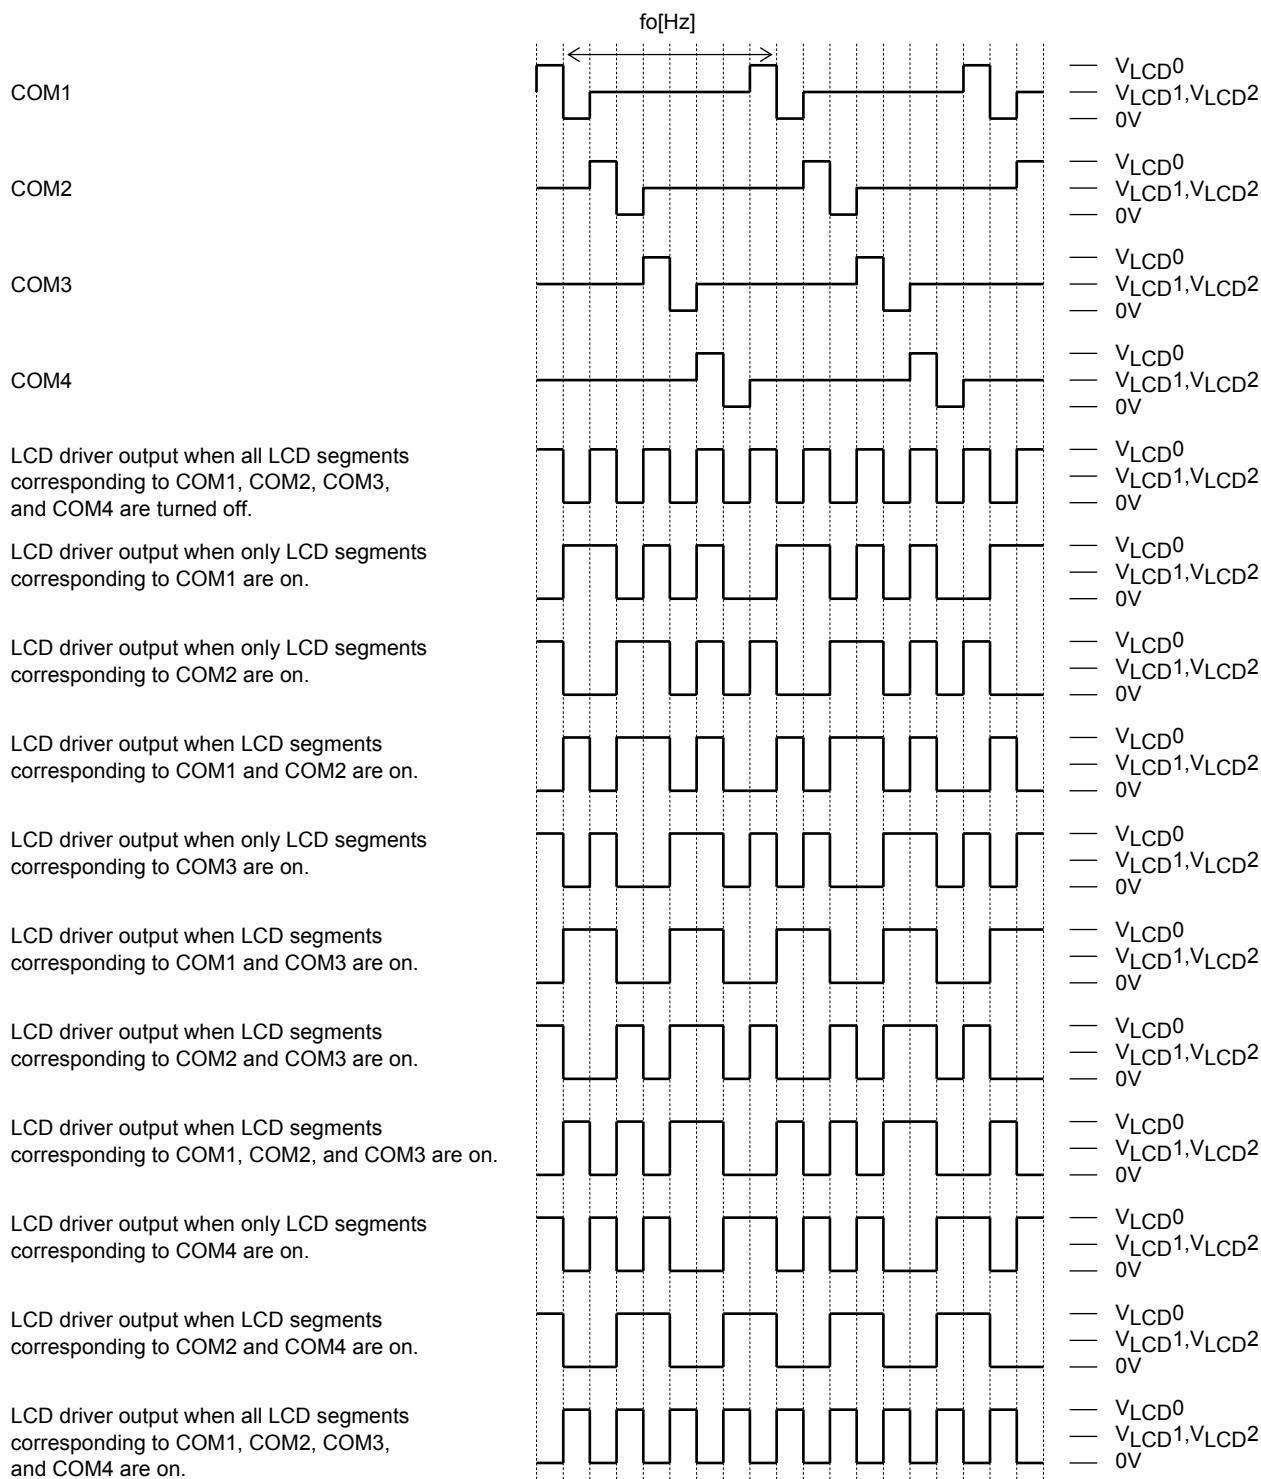 fo[Hz]
COM1
VLCD0
VLCD1,VLCD2
0V
COM2
VLCD0
VLCD1,VLCD2
0V
COM3
VLCD0
VLCD1,VLCD2
0V
COM4
VLCD0
VLCD1,VLCD2
0V
LCD driver output when all LCD segments
corresponding to COM1, COM2, COM3,
and COM4 are turned off.
VLCD0
VLCD1,VLCD2
0V
LCD driver output when only LCD segments
corresponding to COM1 are on.
VLCD0
VLCD1,VLCD2
0V
LCD driver output when only LCD segments
corresponding to COM2 are on.
VLCD0
VLCD1,VLCD2
0V
LCD driver output when LCD segments
corresponding to COM1 and COM2 are on.
VLCD0
VLCD1,VLCD2
0V
LCD driver output when only LCD segments
corresponding to COM3 are on.
VLCD0
VLCD1,VLCD2
0V
LCD driver output when LCD segments
corresponding to COM1 and COM3 are on.
VLCD0
VLCD1,VLCD2
0V
LCD driver output when LCD segments
corresponding to COM2 and COM3 are on.
VLCD0
VLCD1,VLCD2
0V
LCD driver output when LCD segments
corresponding to COM1, COM2, and COM3 are on.
VLCD0
VLCD1,VLCD2
0V
LCD driver output when only LCD segments
corresponding to COM4 are on.
VLCD0
VLCD1,VLCD2
0V
LCD driver output when LCD segments
corresponding to COM2 and COM4 are on.
VLCD0
VLCD1,VLCD2
0V
LCD driver output when all LCD segments
corresponding to COM1, COM2, COM3,
and COM4 are on.
VLCD0
VLCD1,VLCD2
0V